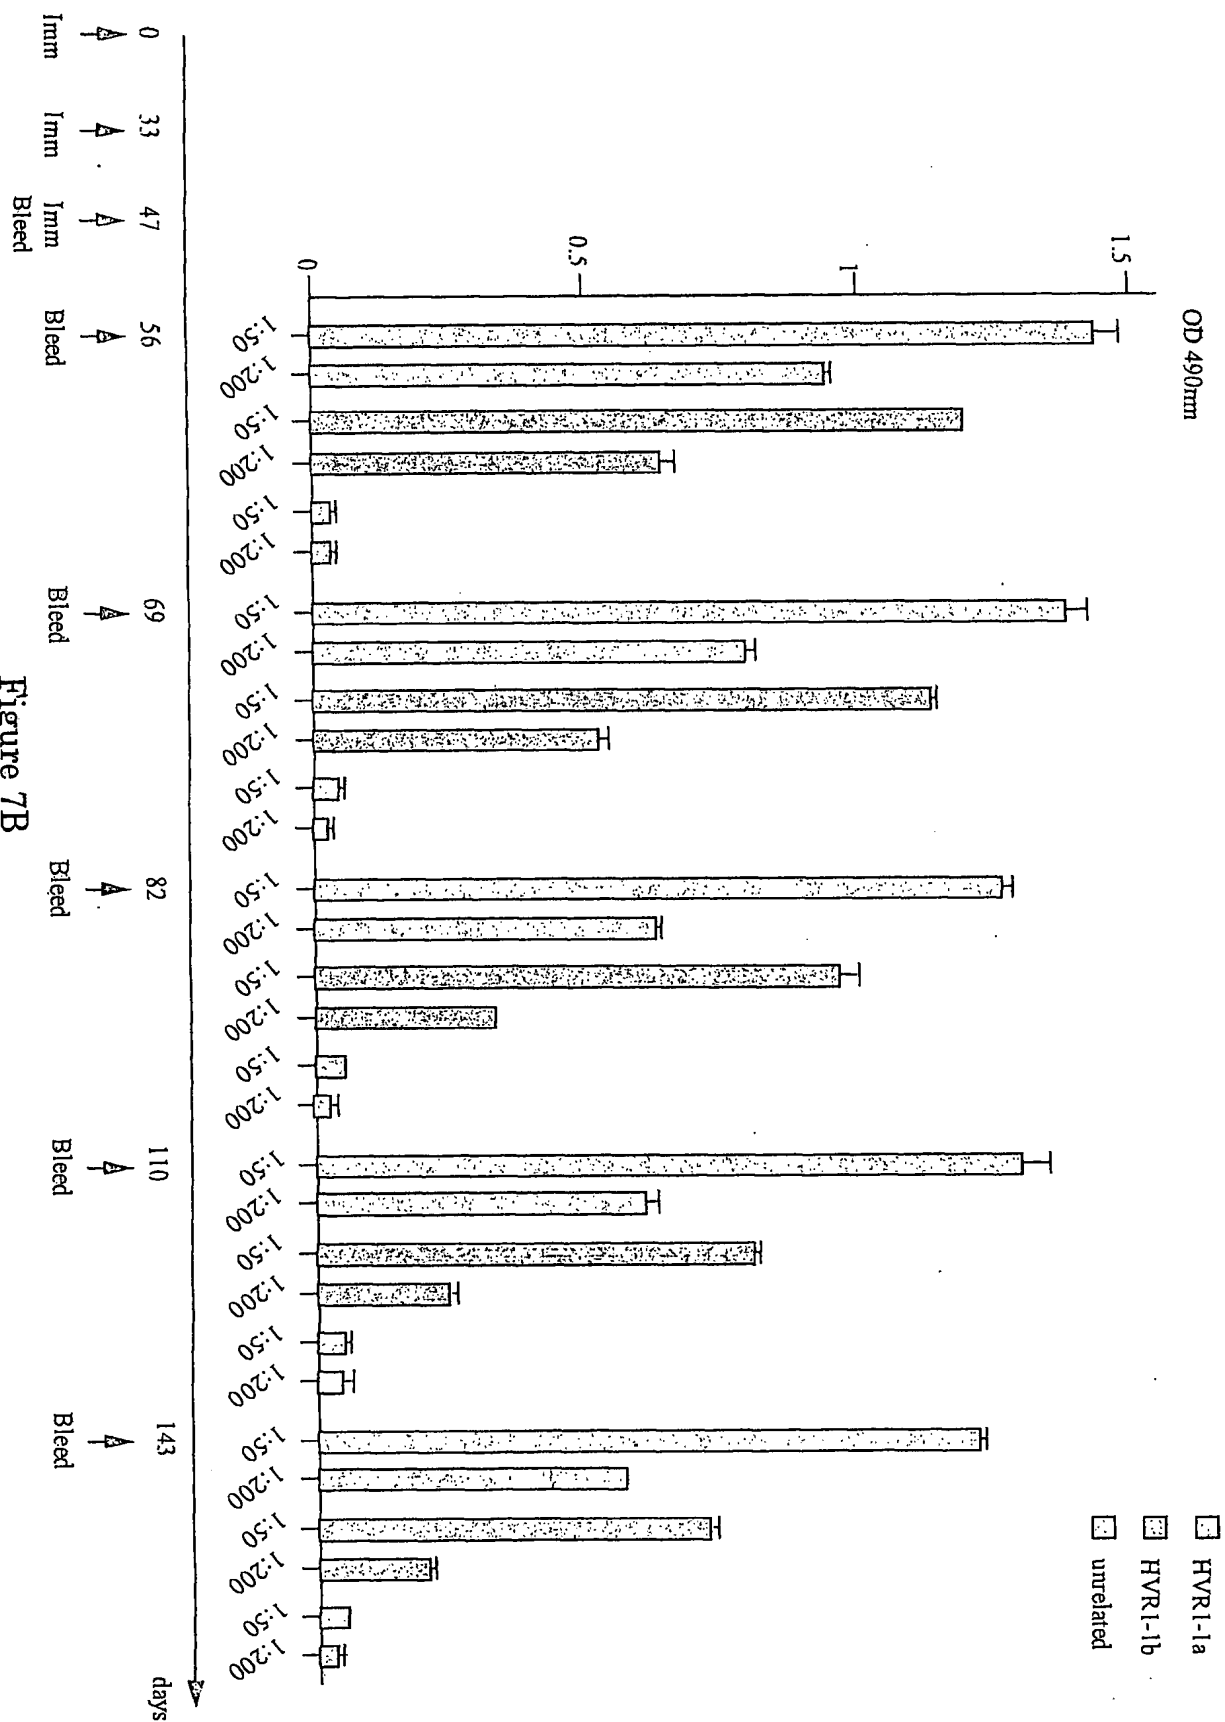 OD 490nm
HVR1-1a
HVR1-1b
unrelated
1.5
1
0.5
0
1:50 1:200 1:50 1:200 1:50 1:200 1:50 1:200 1:50 1:200 1:50 1:200 1:50 1:200 1:50 1:200 1:50 1:200 1:50 1:200 1:50 1:200 1:50 1:200 1:50 1:200 1:50 1:200 1:50 1:200
days
0 33 47 56 69 82 110 143
Imm Imm Imm Bleed Bleed Bleed Bleed Bleed
Bleed
Figure 7B